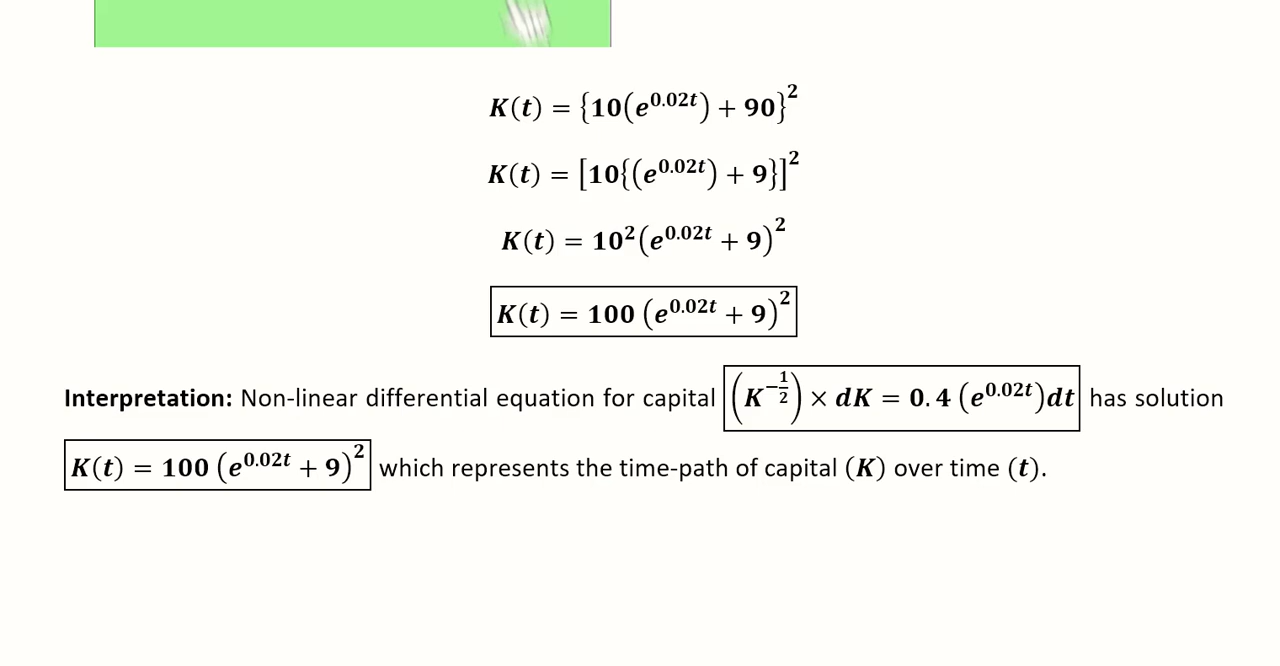 K(t) = {10(e^{0.02t}) + 90}^2
K(t) = [10{(e^{0.02t}) + 9}]^2
K(t) = 10^2(e^{0.02t} + 9)^2
K(t) = 100 (e^{0.02t} + 9)^2
Interpretation: Non-linear differential equation for capital (K^{-\frac{1}{2}}) × dK = 0.4 (e^{0.02t})dt has solution
K(t) = 100 (e^{0.02t} + 9)^2 which represents the time-path of capital (K) over time (t).